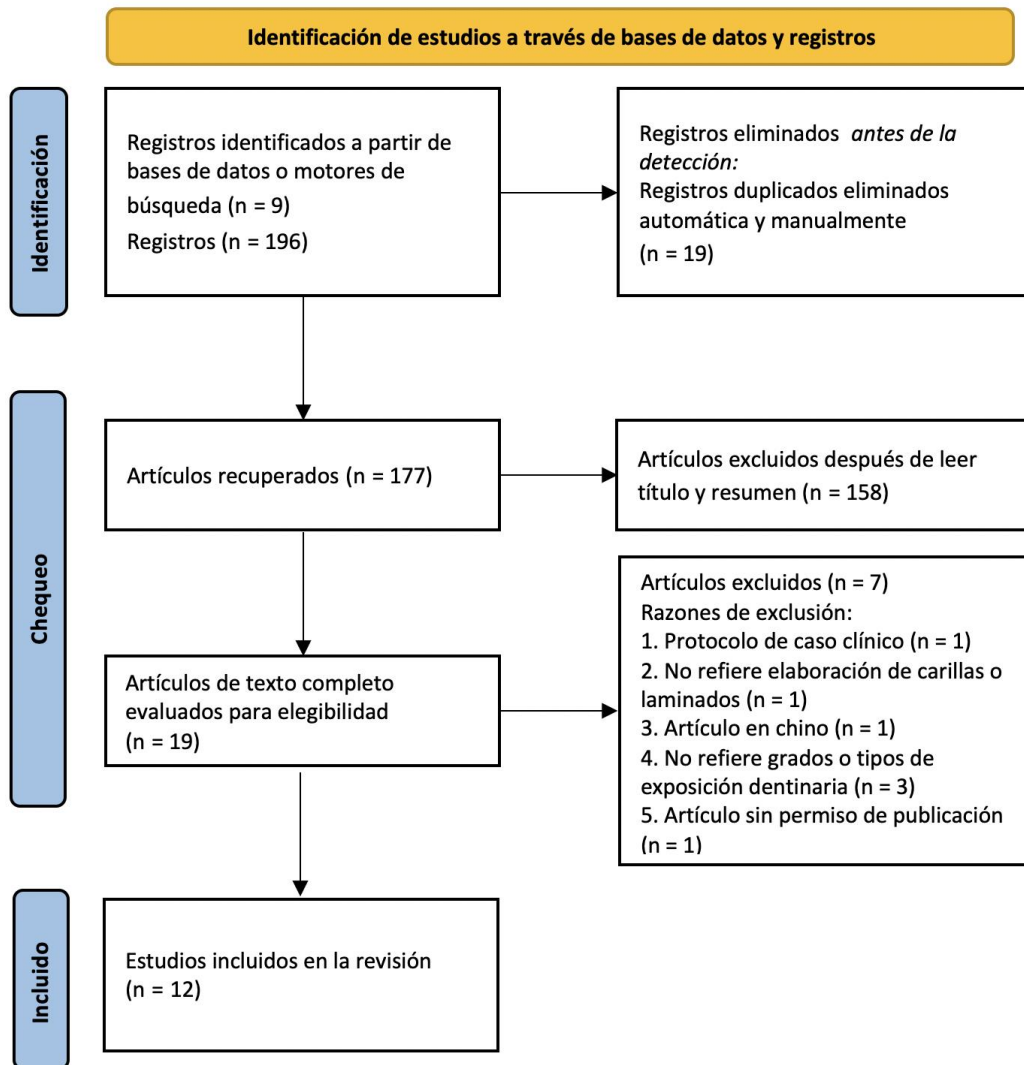 Identificación de estudios a través de bases de datos y registros
Identificación
Registros identificados a partir de
bases de datos o motores de
búsqueda (n = 9)
Registros (n = 196)
Registros eliminados antes de la
detección:
Registros duplicados eliminados
automática y manualmente
(n = 19)
Chequeo
Artículos recuperados (n = 177)
Artículos excluidos después de leer
título y resumen (n = 158)
Artículos de texto completo
evaluados para elegibilidad
(n = 19)
Artículos excluidos (n = 7)
Razones de exclusión:
1. Protocolo de caso clínico (n = 1)
2. No refiere elaboración de carillas o
laminados (n = 1)
3. Artículo en chino (n = 1)
4. No refiere grados o tipos de
exposición dentinaria (n = 3)
5. Artículo sin permiso de publicación
(n = 1)
Incluido
Estudios incluidos en la revisión
(n = 12)